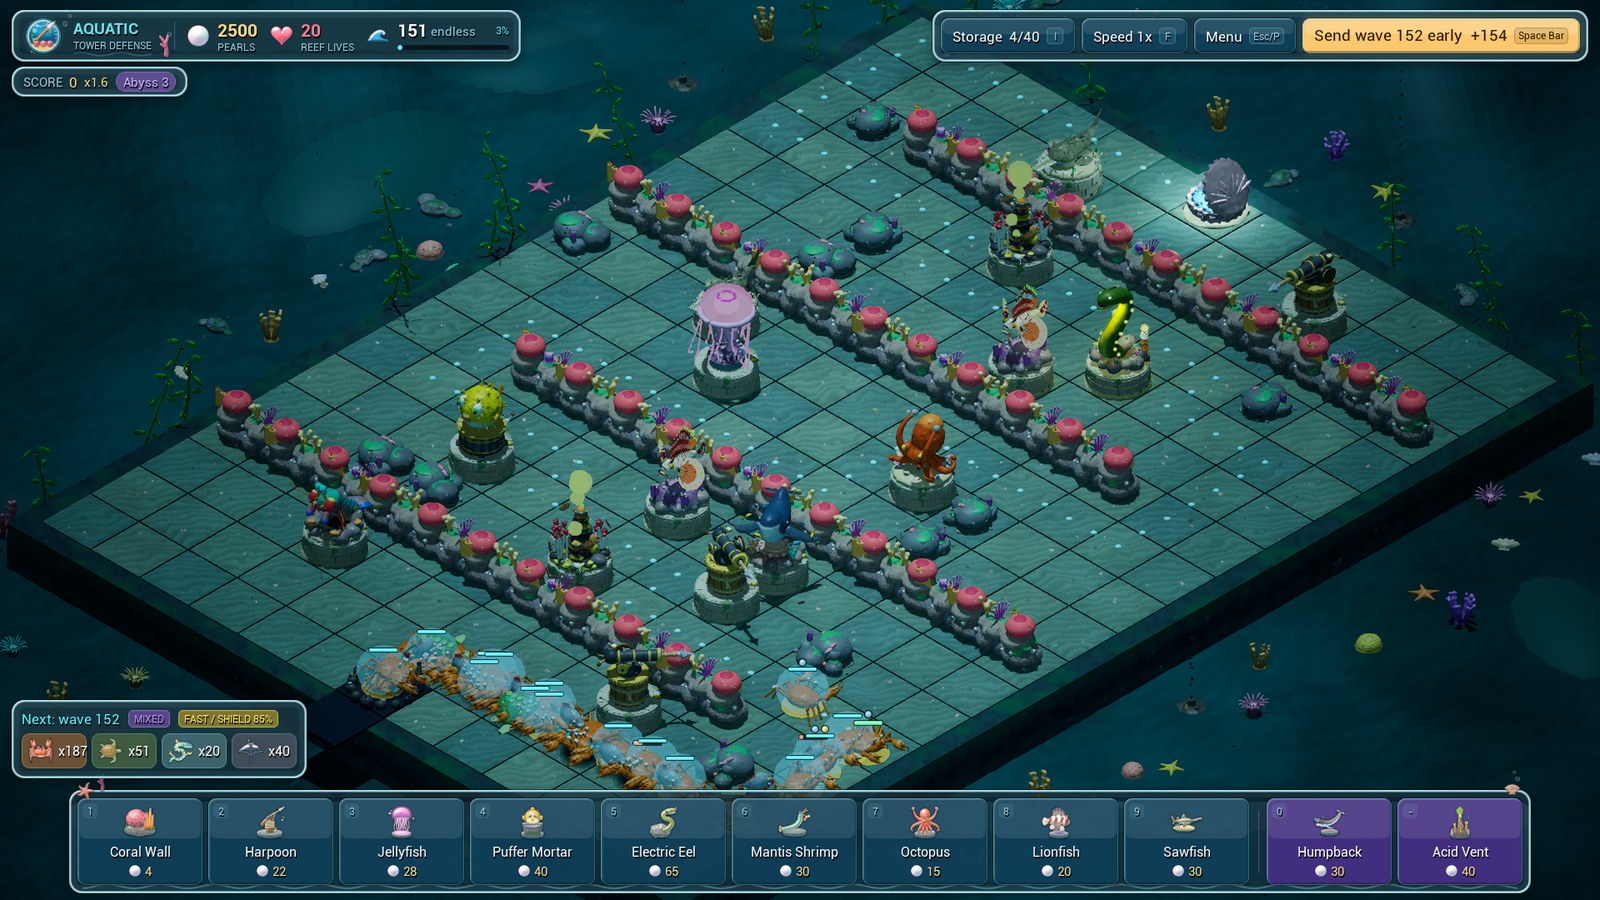 AQUATIC
TOWER DEFENSE
2500
PEARLS
20
REEF LIVES
151 endless
3%
SCORE 0 x1.6 Abyss 3
Storage 4/40 I
Speed 1x F
Menu Esc/P
Send wave 152 early +154 Space Bar
Next: wave 152 MIXED FAST / SHIELD 85%
x187 x51 x20 x40
1
Coral Wall
4
2
Harpoon
22
3
Jellyfish
28
4
Puffer Mortar
40
5
Electric Eel
65
6
Mantis Shrimp
30
7
Octopus
15
8
Lionfish
20
9
Sawfish
30
0
Humpback
30
-
Acid Vent
40